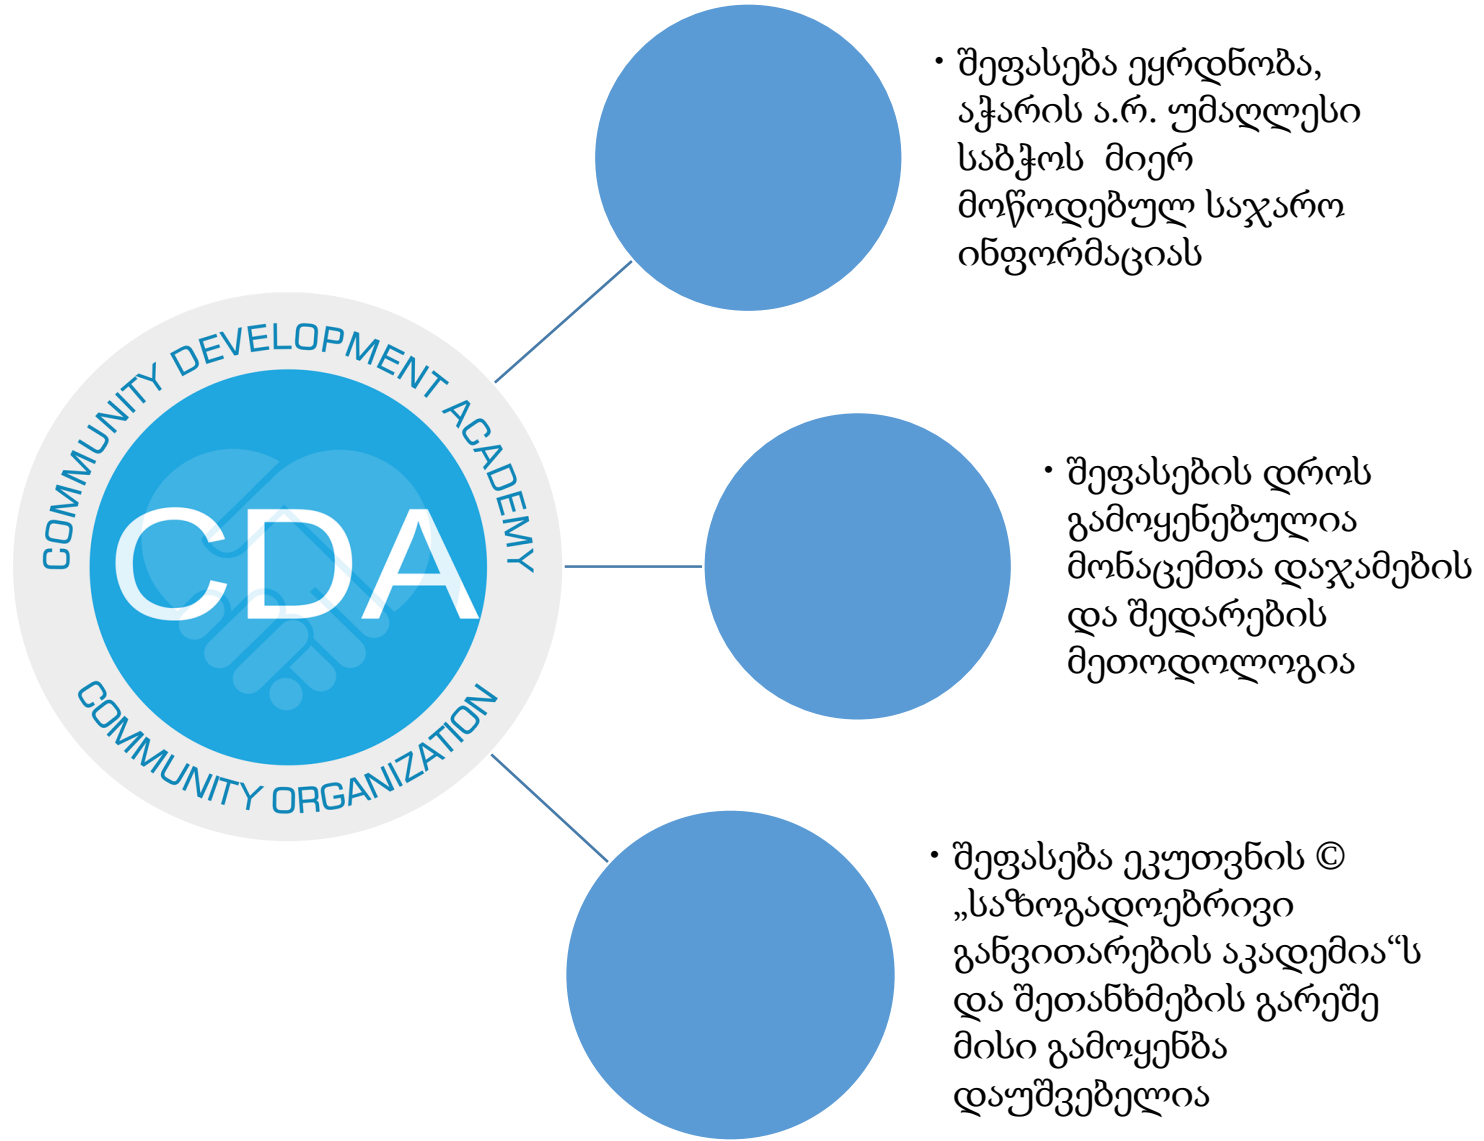 COMMUNITY DEVELOPMENT ACADEMY
CDA
COMMUNITY ORGANIZATION
• შეფასება ეყრდნობა,
აჭარის ა.რ. უმაღლესი
საბჭოს მიერ
მოწოდებულ საჯარო
ინფორმაციას
• შეფასების დროს
გამოყენებულია
მონაცემთა დაჯამების
და შედარების
მეთოდოლოგია
• შეფასება ეკუთვნის ©
„საზოგადოებრივი
განვითარების აკადემია“ს
და შეთანხმების გარეშე
მისი გამოყენბა
დაუშვებელია